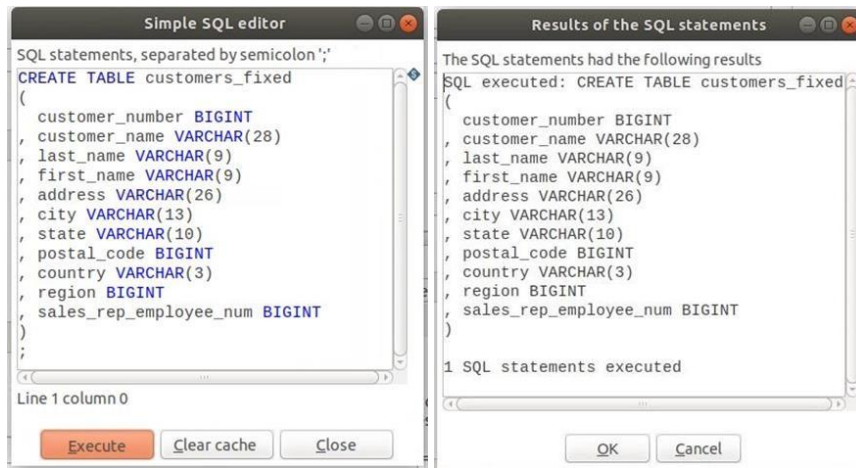 Simple SQL editor
SQL statements, separated by semicolon ';'
CREATE TABLE customers_fixed
(
  customer_number BIGINT
, customer_name VARCHAR(28)
, last_name VARCHAR(9)
, first_name VARCHAR(9)
, address VARCHAR(26)
, city VARCHAR(13)
, state VARCHAR(10)
, postal_code BIGINT
, country VARCHAR(3)
, region BIGINT
, sales_rep_employee_num BIGINT
)
;
Line 1 column 0
Execute
Clear cache
Close
Results of the SQL statements
The SQL statements had the following results
SQL executed: CREATE TABLE customers_fixed
(
  customer_number BIGINT
, customer_name VARCHAR(28)
, last_name VARCHAR(9)
, first_name VARCHAR(9)
, address VARCHAR(26)
, city VARCHAR(13)
, state VARCHAR(10)
, postal_code BIGINT
, country VARCHAR(3)
, region BIGINT
, sales_rep_employee_num BIGINT
)
1 SQL statements executed
OK
Cancel